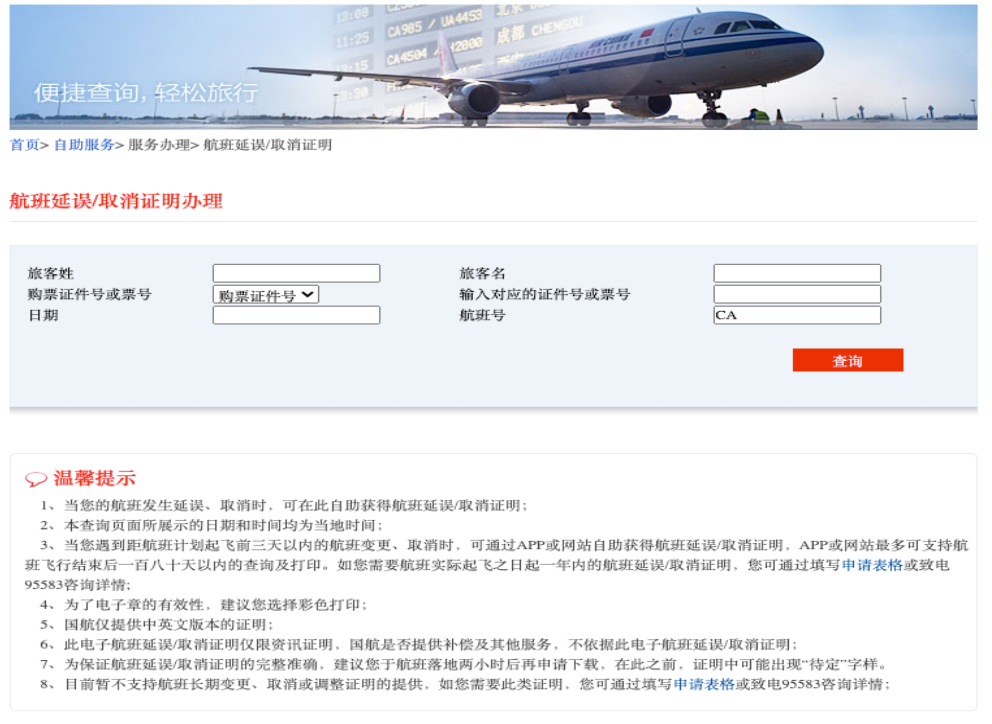 13:00
CA985 / UA4453
成都 CHENGDU
11:25
CA4504
便捷查询，轻松旅行
首页> 自助服务> 服务办理> 航班延误/取消证明
航班延误/取消证明办理
旅客姓 旅客名
购票证件号或票号 购票证件号 输入对应的证件号或票号
日期 航班号 CA
查询
温馨提示
1、当您的航班发生延误、取消时，可在此自助获得航班延误/取消证明；
2、本查询页面所展示的日期和时间均为当地时间；
3、当您遇到距航班计划起飞前三天以内的航班变更、取消时，可通过APP或网站自助获得航班延误/取消证明，APP或网站最多可支持航
班飞行结束后一百八十天以内的查询及打印。如您需要航班实际起飞之日起一年内的航班延误/取消证明，您可通过填写申请表格或致电
95583咨询详情；
4、为了电子章的有效性，建议您选择彩色打印；
5、国航仅提供中英文版本的证明；
6、此电子航班延误/取消证明仅限资讯证明，国航是否提供补偿及其他服务，不依据此电子航班延误/取消证明；
7、为保证航班延误/取消证明的完整准确，建议您于航班落地两小时后再申请下载，在此之前，证明中可能出现“待定”字样。
8、目前暂不支持航班长期变更、取消或调整证明的提供，如您需要此类证明，您可通过填写申请表格或致电95583咨询详情；